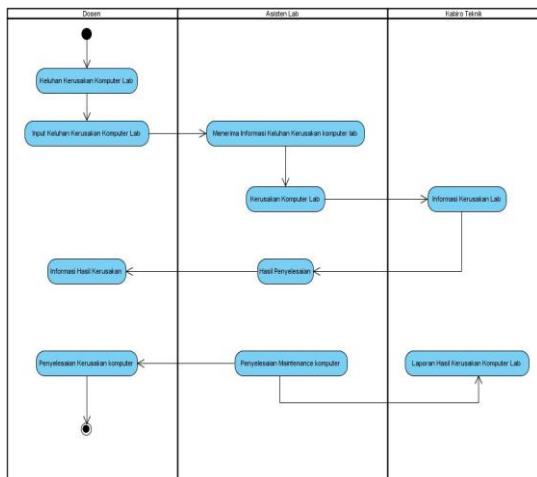 Dosen
Asisten Lab
Kabiro Teknik
Keluhan Kerusakan Komputer Lab
Input Keluhan Kerusakan Komputer Lab
Menerima Informasi Keluhan Kerusakan komputer lab
Kerusakan Komputer Lab
Informasi Kerusakan Lab
Informasi Hasil Kerusakan
Hasil Penyelesaian
Penyelesaian Kerusakan komputer
Penyelesaian Maintenance komputer
Laporan Hasil Kerusakan Komputer Lab